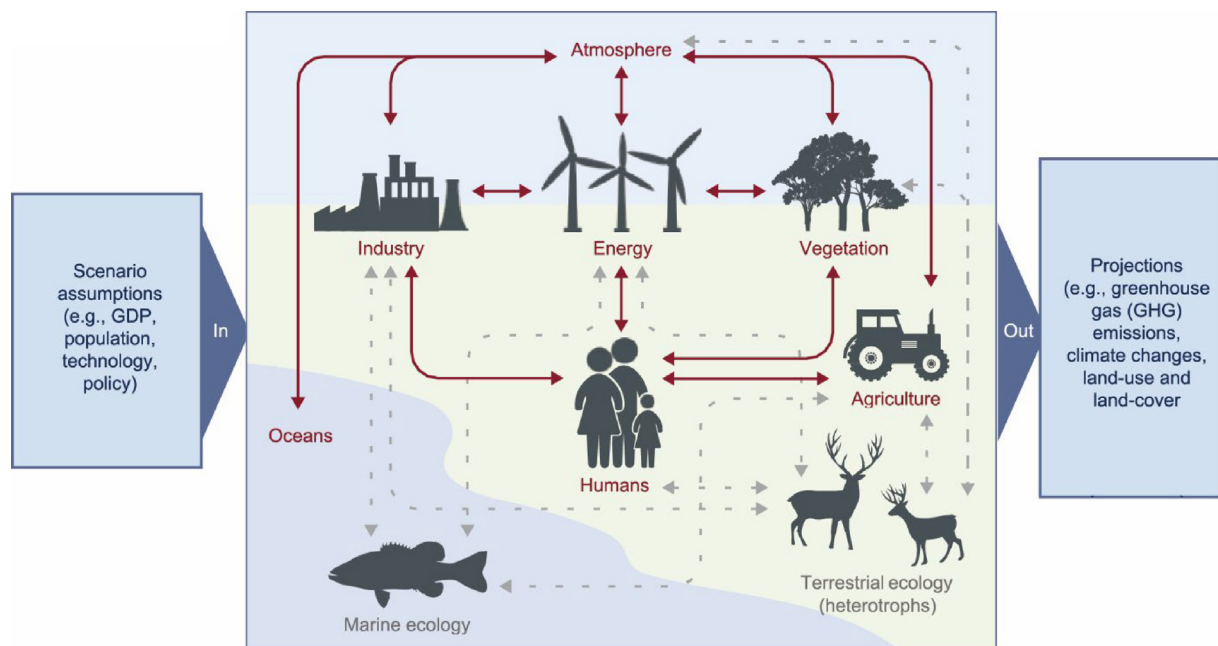 Scenario
assumptions
(e.g., GDP,
population,
technology,
policy)
In
Atmosphere
Industry
Energy
Vegetation
Agriculture
Oceans
Humans
Marine ecology
Terrestrial ecology
(heterotrophs)
Out
Projections
(e.g., greenhouse
gas (GHG)
emissions,
climate changes,
land-use and
land-cover